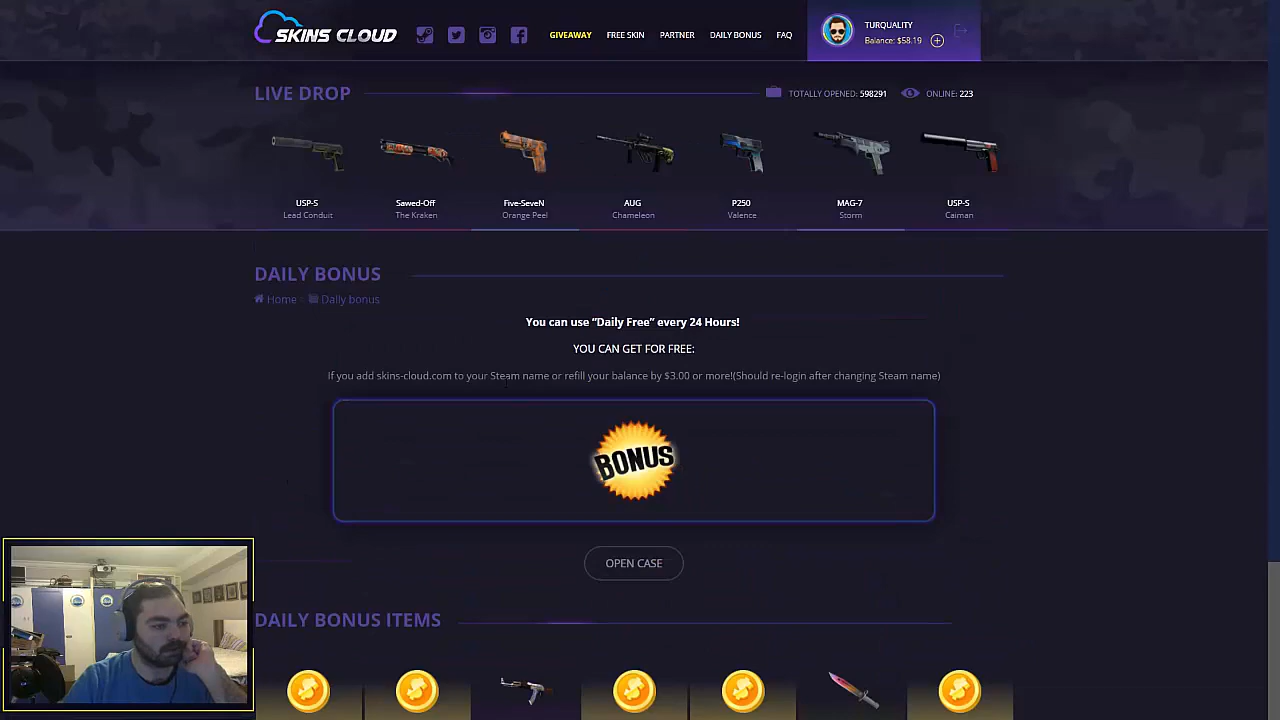 SKINS CLOUD
GIVEAWAY
FREE SKIN
PARTNER
DAILY BONUS
FAQ
TURQUALITY
Balance: $58.19
LIVE DROP
TOTALLY OPENED: 598291
ONLINE: 223
USP-S
Lead Conduit
Sawed-Off
The Kraken
Five-SeveN
Orange Peel
AUG
Chameleon
P250
Valence
MAG-7
Storm
USP-S
Caiman
DAILY BONUS
Home
Daily bonus
You can use “Daily Free” every 24 Hours!
YOU CAN GET FOR FREE:
If you add skins-cloud.com to your Steam name or refill your balance by $3.00 or more!(Should re-login after changing Steam name)
BONUS
OPEN CASE
DAILY BONUS ITEMS